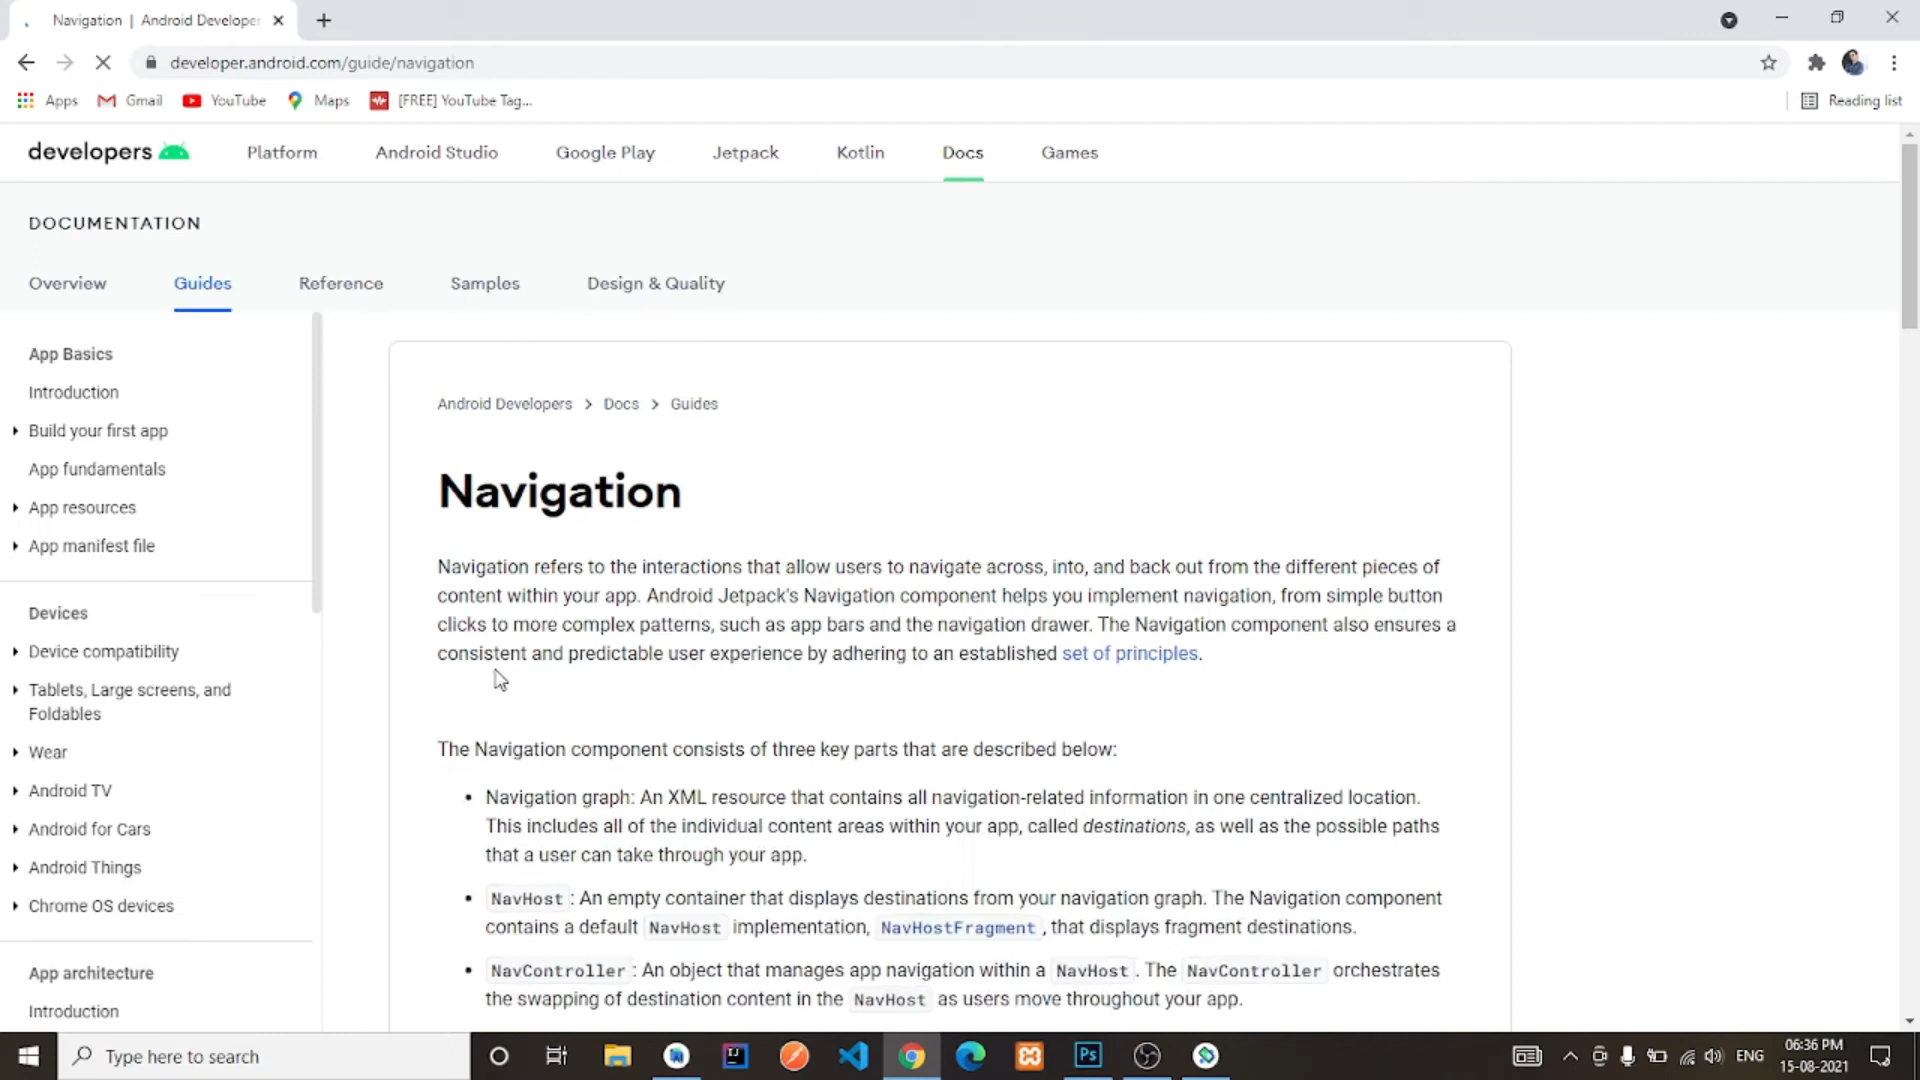 Navigation | Android Developer
developer.android.com/guide/navigation
Apps Gmail YouTube Maps [FREE] YouTube Tag... Reading list
developers Platform Android Studio Google Play Jetpack Kotlin Docs Games
DOCUMENTATION
Overview Guides Reference Samples Design & Quality
App Basics
Introduction
Build your first app
App fundamentals
App resources
App manifest file
Devices
Device compatibility
Tablets, Large screens, and
Foldables
Wear
Android TV
Android for Cars
Android Things
Chrome OS devices
App architecture
Introduction
Android Developers > Docs > Guides
Navigation
Navigation refers to the interactions that allow users to navigate across, into, and back out from the different pieces of
content within your app. Android Jetpack's Navigation component helps you implement navigation, from simple button
clicks to more complex patterns, such as app bars and the navigation drawer. The Navigation component also ensures a
consistent and predictable user experience by adhering to an established set of principles.
The Navigation component consists of three key parts that are described below:
• Navigation graph: An XML resource that contains all navigation-related information in one centralized location.
This includes all of the individual content areas within your app, called destinations, as well as the possible paths
that a user can take through your app.
• NavHost: An empty container that displays destinations from your navigation graph. The Navigation component
contains a default NavHost implementation, NavHostFragment, that displays fragment destinations.
• NavController: An object that manages app navigation within a NavHost. The NavController orchestrates
the swapping of destination content in the NavHost as users move throughout your app.
Type here to search
Ps
ENG
06:36 PM
15-08-2021